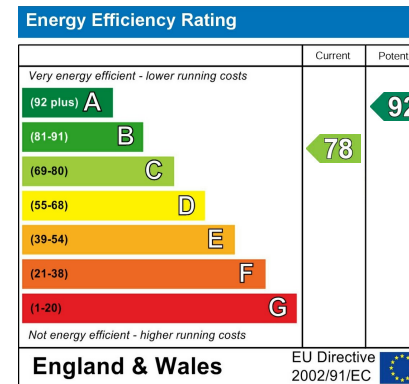 Energy Efficiency Rating
Current Potent
Very energy efficient - lower running costs
(92 plus) A
92
(81-91) B
78
(69-80) C
(55-68) D
(39-54) E
(21-38) F
(1-20) G
Not energy efficient - higher running costs
England & Wales
EU Directive
2002/91/EC